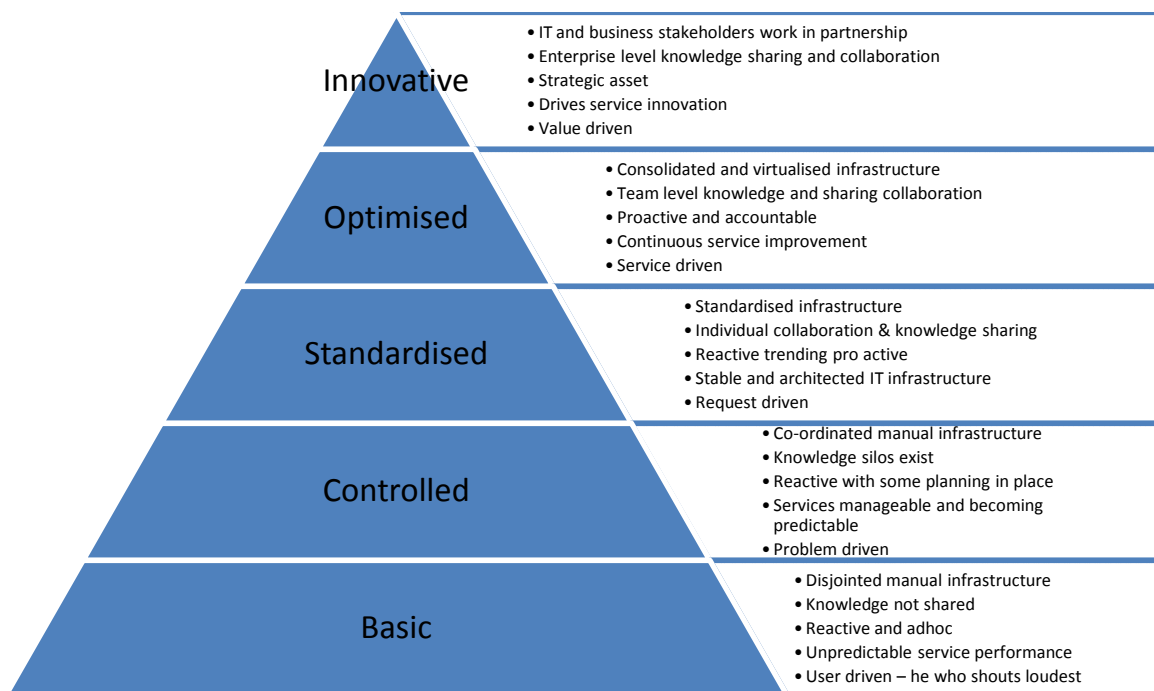 Innovative
• IT and business stakeholders work in partnership
• Enterprise level knowledge sharing and collaboration
• Strategic asset
• Drives service innovation
• Value driven
Optimised
• Consolidated and virtualised infrastructure
• Team level knowledge and sharing collaboration
• Proactive and accountable
• Continuous service improvement
• Service driven
Standardised
• Standardised infrastructure
• Individual collaboration & knowledge sharing
• Reactive trending pro active
• Stable and architected IT infrastructure
• Request driven
Controlled
• Co-ordinated manual infrastructure
• Knowledge silos exist
• Reactive with some planning in place
• Services manageable and becoming
predictable
• Problem driven
Basic
• Disjointed manual infrastructure
• Knowledge not shared
• Reactive and adhoc
• Unpredictable service performance
• User driven – he who shouts loudest